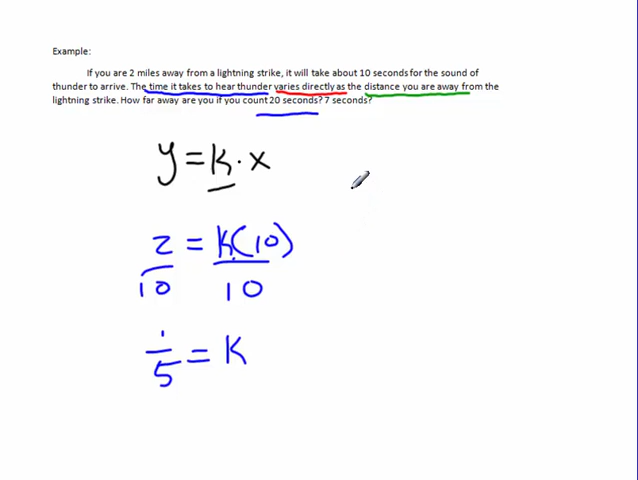 Example:
If you are 2 miles away from a lightning strike, it will take about 10 seconds for the sound of
thunder to arrive. The time it takes to hear thunder varies directly as the distance you are away from the
lightning strike. How far away are you if you count 20 seconds? 7 seconds?
y = k · x
2 = k(10)
10 10
1/5 = k